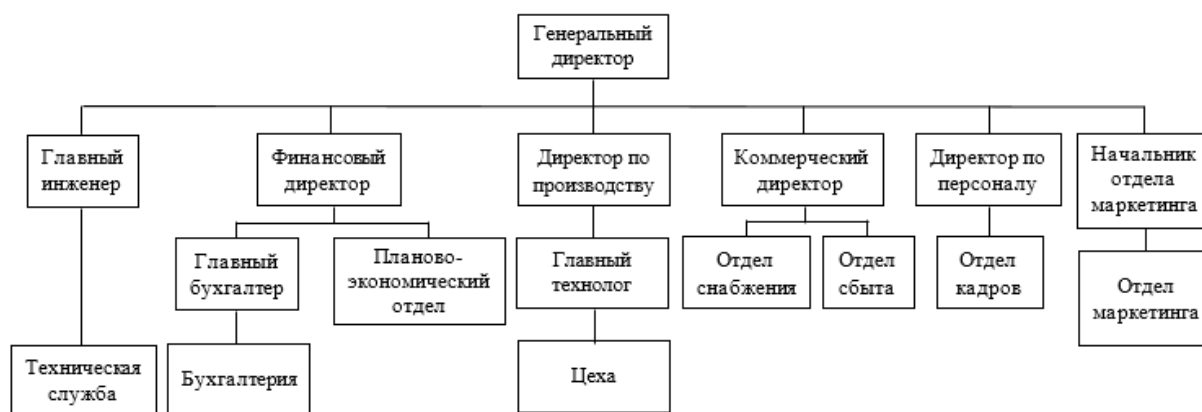 Генеральный
директор
Главный
инженер
Финансовый
директор
Директор по
производству
Коммерческий
директор
Директор по
персоналу
Начальник
отдела
маркетинга
Главный
бухгалтер
Планово-
экономический
отдел
Главный
технолог
Отдел
снабжения
Отдел
сбыта
Отдел
кадров
Отдел
маркетинга
Техническая
служба
Бухгалтерия
Цеха